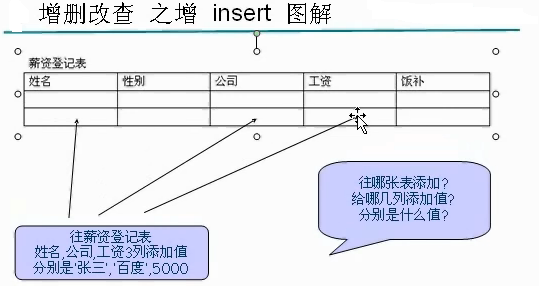 增删改查 之增 insert 图解
薪资登记表
姓名 性别 公司 工资 饭补
往哪张表添加?
给哪几列添加值?
分别是什么值?
往薪资登记表
姓名,公司,工资3列添加值
分别是'张三','百度',5000